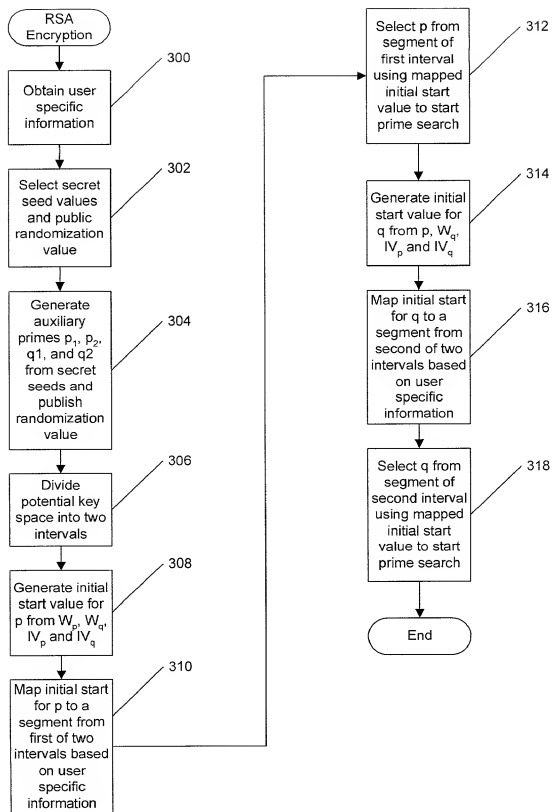 RSA
Encryption
300
Obtain user
specific
information
302
Select secret
seed values
and public
randomization
value
304
Generate
auxiliary
primes p₁, p₂,
q1, and q2
from secret
seeds and
publish
randomization
value
306
Divide
potential key
space into two
intervals
308
Generate initial
start value for
p from Wₚ, W_q,
IVₚ and IV_q
310
Map initial start
for p to a
segment from
first of two
intervals based
on user
specific
information
312
Select p from
segment of
first interval
using mapped
initial start
value to start
prime search
314
Generate initial
start value for
q from p, W_q,
IVₚ and IV_q
316
Map initial start
for q to a
segment from
second of two
intervals based
on user
specific
information
318
Select q from
segment of
second interval
using mapped
initial start
value to start
prime search
End